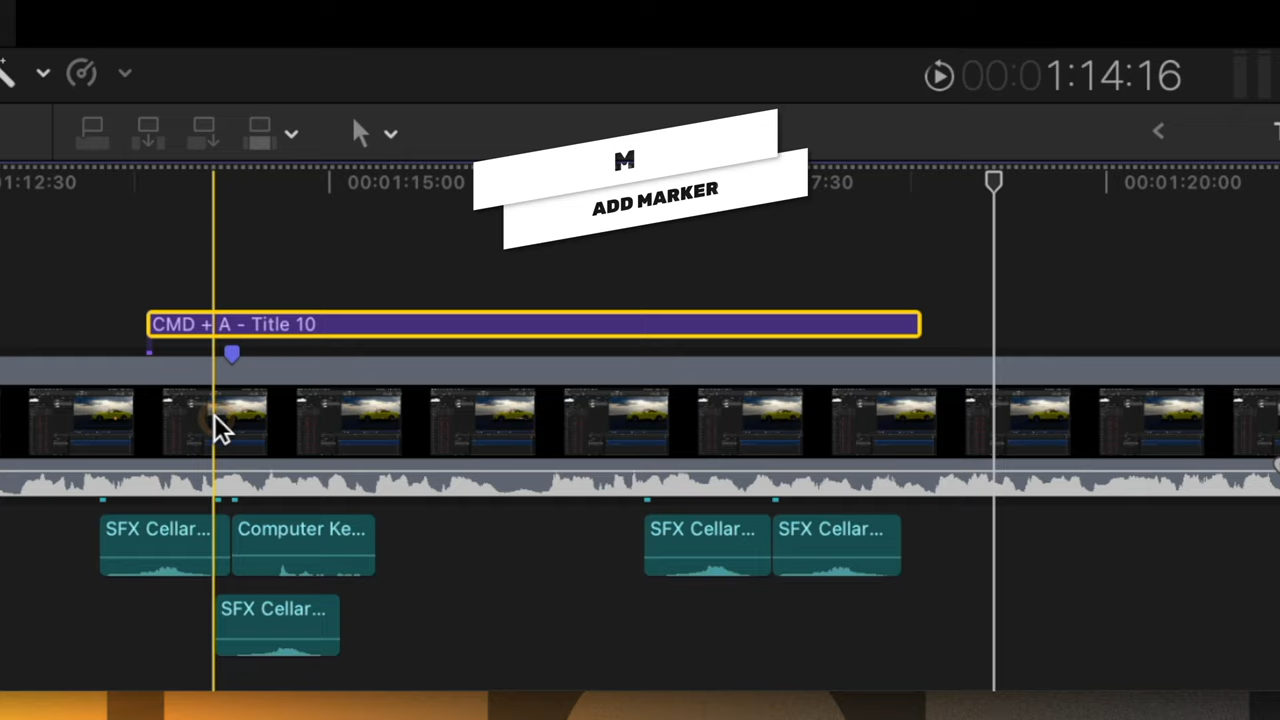 00:01:14:16
M
ADD MARKER
1:12:30
00:01:15:00
7:30
00:01:20:00
CMD + A - Title 10
SFX Cellar...
Computer Ke...
SFX Cellar...
SFX Cellar...
SFX Cellar...